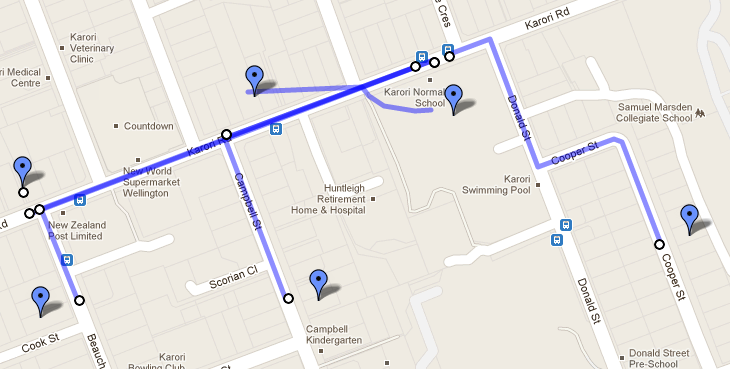 e Cres
Karori Rd
Karori
Veterinary
Clinic
ri Medical
Centre
Karori Normal
School
Samuel Marsden
Collegiate School
Countdown
Donald St
Karori Rd
Cooper St
New World
Supermarket
Wellington
Karori
Swimming Pool
Campbell St
Huntleigh
Retirement
Home & Hospital
Rd
New Zealand
Post Limited
Scorian Cl
Cooper St
Donald St
Campbell
Kindergarten
Cook St
Beauch
Karori
Bowling Club
St
Donald Street
Pre-School